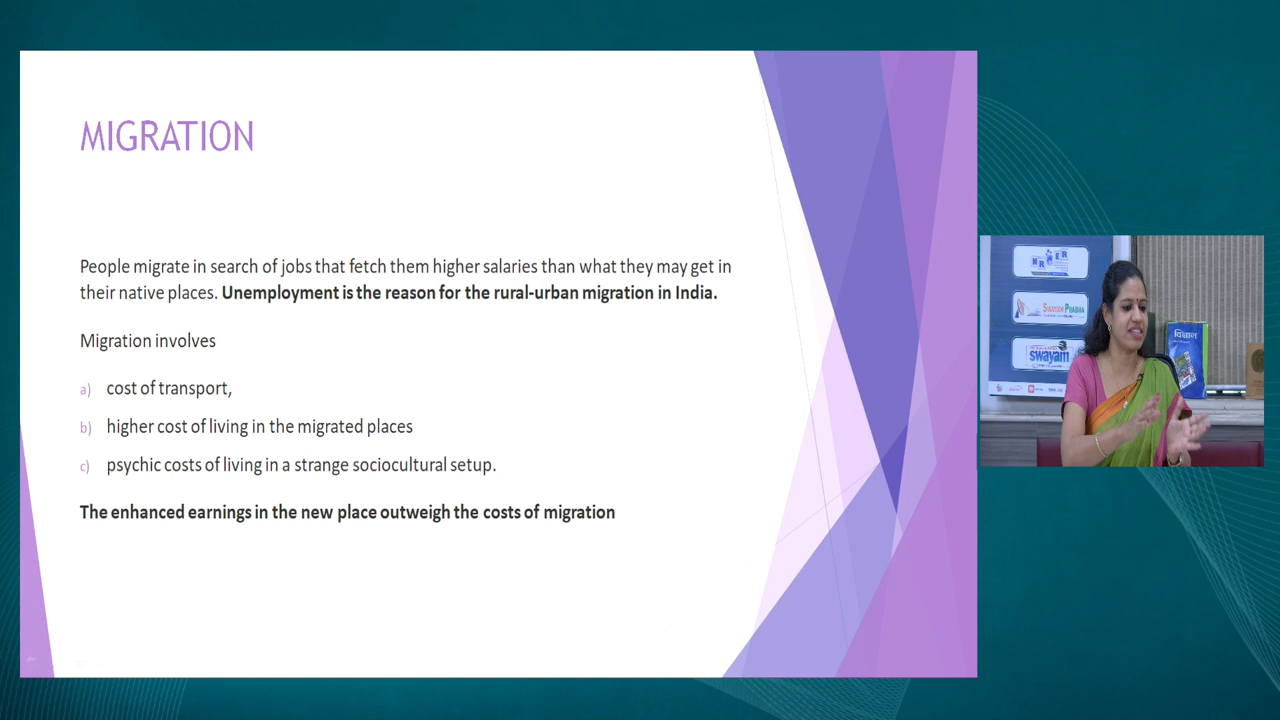 MIGRATION
People migrate in search of jobs that fetch them higher salaries than what they may get in
their native places. Unemployment is the reason for the rural-urban migration in India.
Migration involves
a) cost of transport,
b) higher cost of living in the migrated places
c) psychic costs of living in a strange sociocultural setup.
The enhanced earnings in the new place outweigh the costs of migration
SWAYAM PRABHA
swayam
विज्ञान